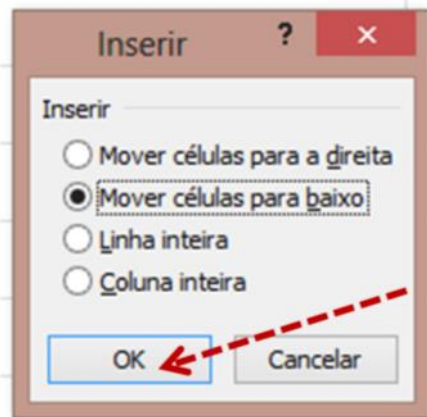 Inserir ? ×
Inserir
Mover células para a direita
Mover células para baixo
Linha inteira
Coluna inteira
OK Cancelar